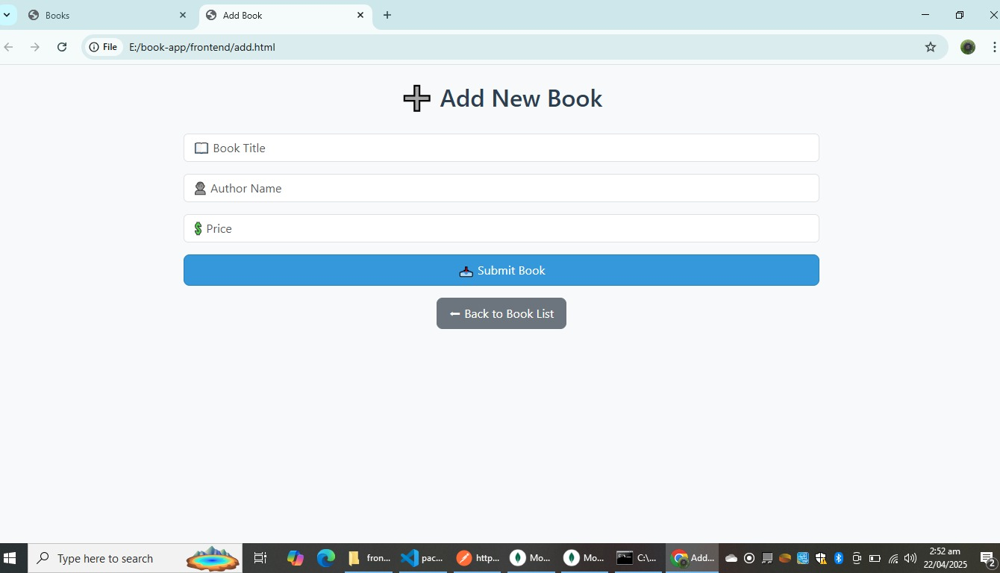 Books
Add Book
File
E:/book-app/frontend/add.html
Add New Book
Book Title
Author Name
Price
Submit Book
Back to Book List
Type here to search
fron...
pac...
http...
Mo...
Mo...
C:\...
Add...
2:52 am
22/04/2025
2